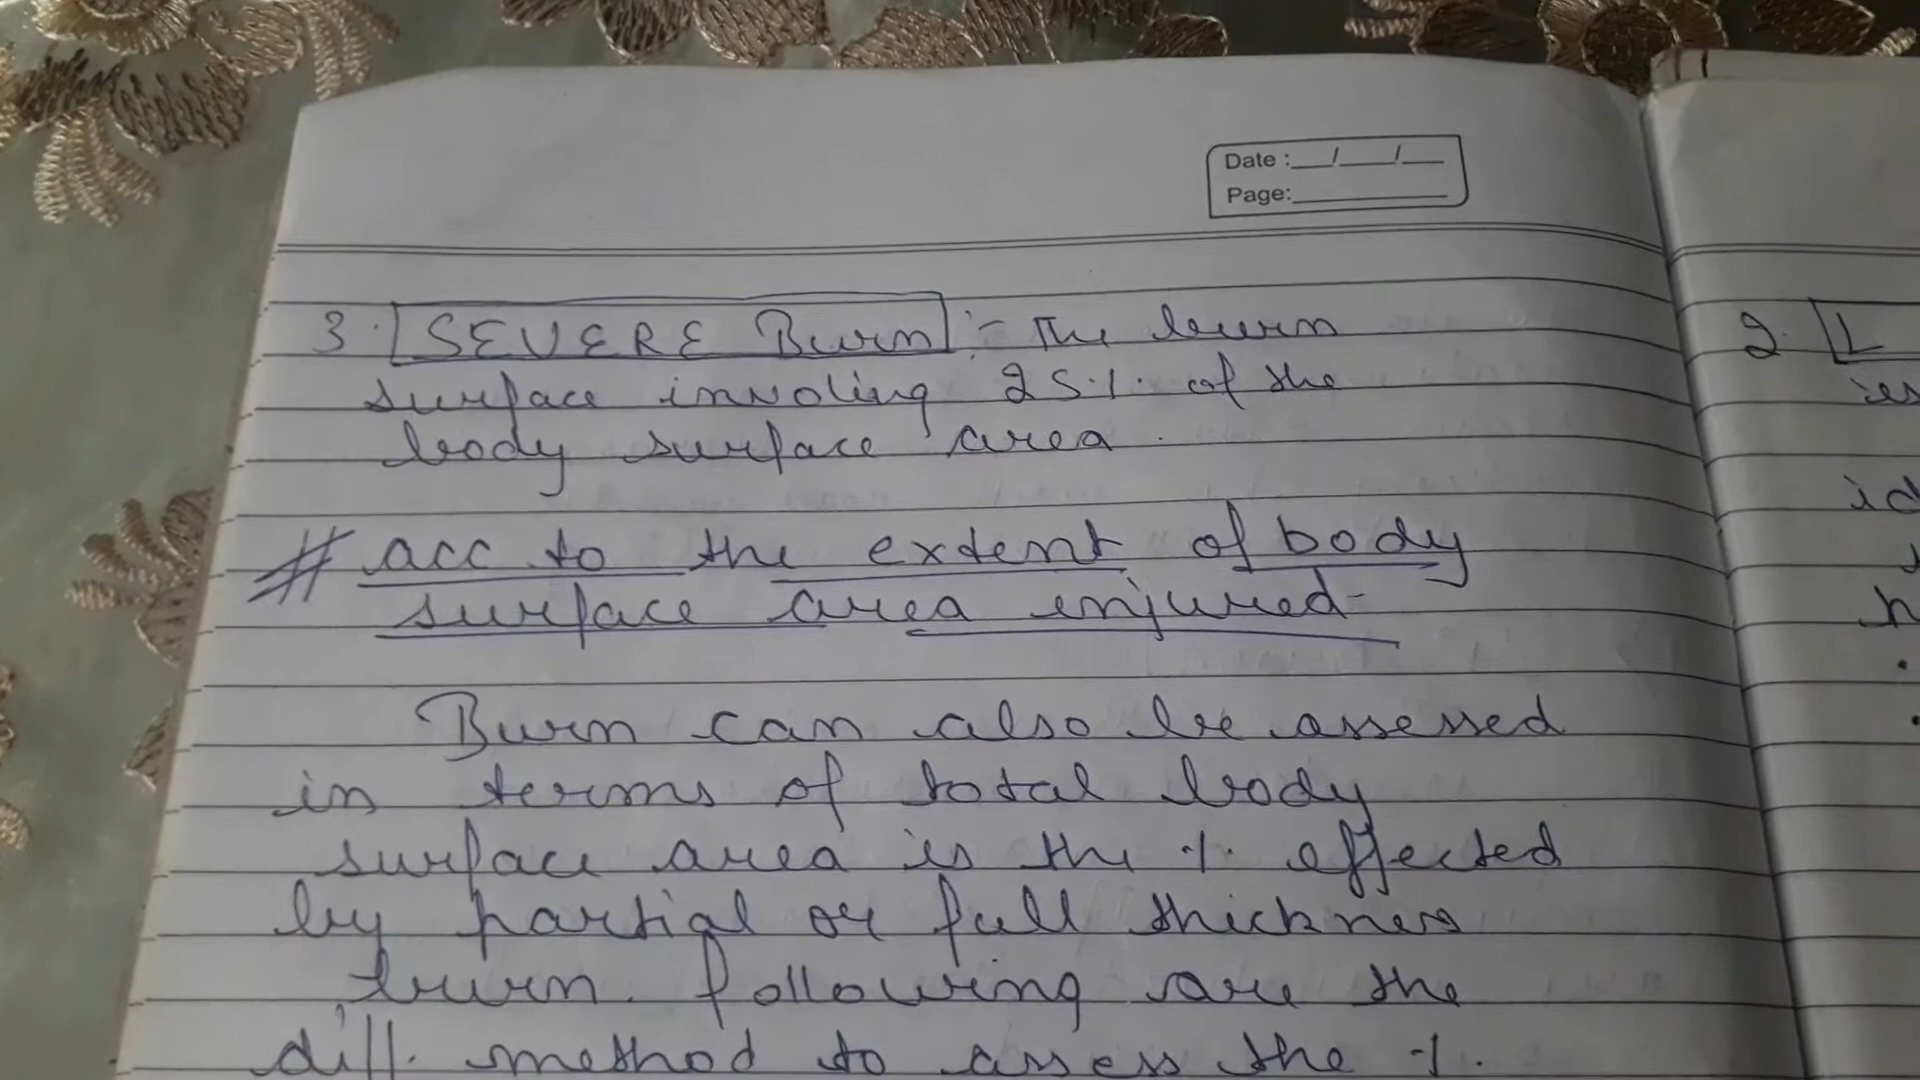 Date : __/__/__
Page: ______
3. SEVERE Burn :- The burn
surface involing 25% of the
body surface area.
# acc to the extent of body
surface area injured-
Burn can also be assessed
in terms of total body
surface area is the % effected
by partial or full thickness
burn. following are the
diff. method to assess the %.
2. L